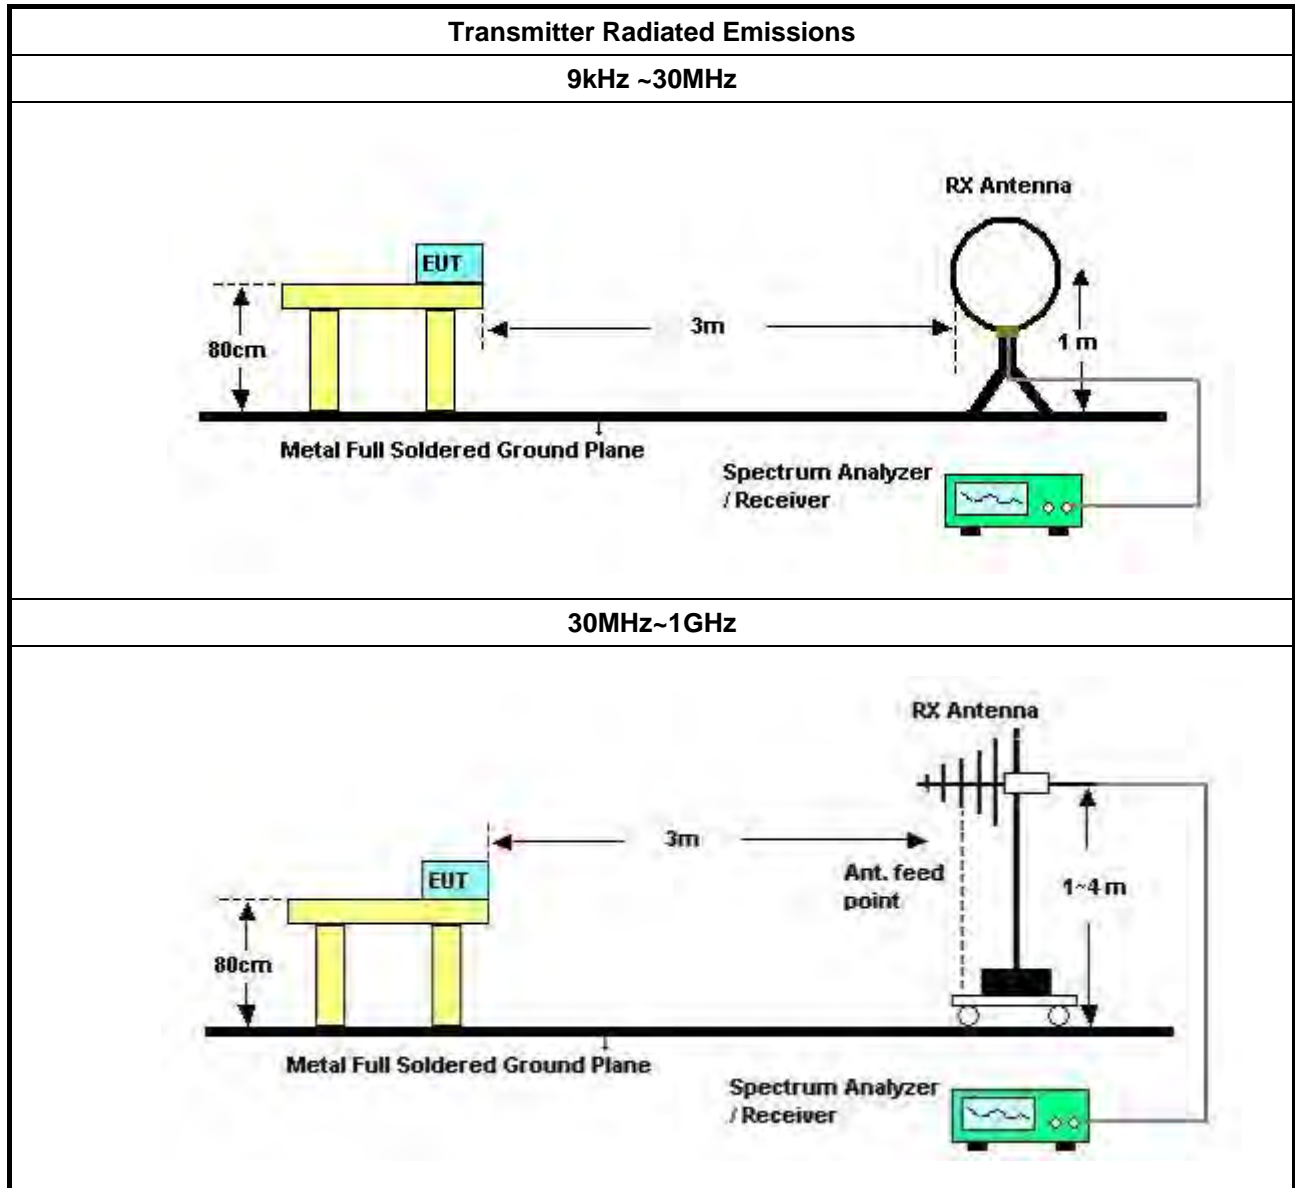 Transmitter Radiated Emissions
9kHz ~30MHz
RX Antenna
EUT
3m
80cm
1 m
Metal Full Soldered Ground Plane
Spectrum Analyzer
/ Receiver
30MHz~1GHz
RX Antenna
3m
EUT
Ant. feed
point
1~4 m
80cm
Metal Full Soldered Ground Plane
Spectrum Analyzer
/ Receiver